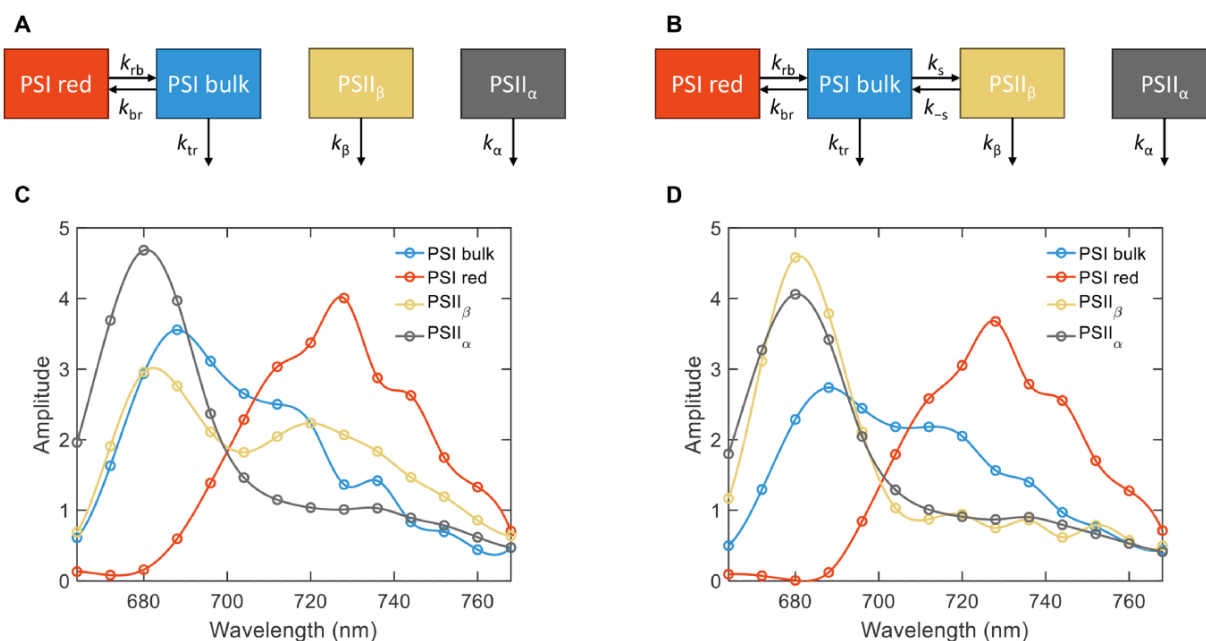 A
B
PSI red
k_rb
k_br
PSI bulk
k_tr
PSII_β
k_β
PSII_α
k_α
PSI red
k_rb
k_br
PSI bulk
k_tr
k_s
k_–s
PSII_β
k_β
PSII_α
k_α
C
Amplitude
5
4
3
2
1
0
680
700
720
740
760
Wavelength (nm)
PSI bulk
PSI red
PSII_β
PSII_α
D
Amplitude
5
4
3
2
1
0
680
700
720
740
760
Wavelength (nm)
PSI bulk
PSI red
PSII_β
PSII_α